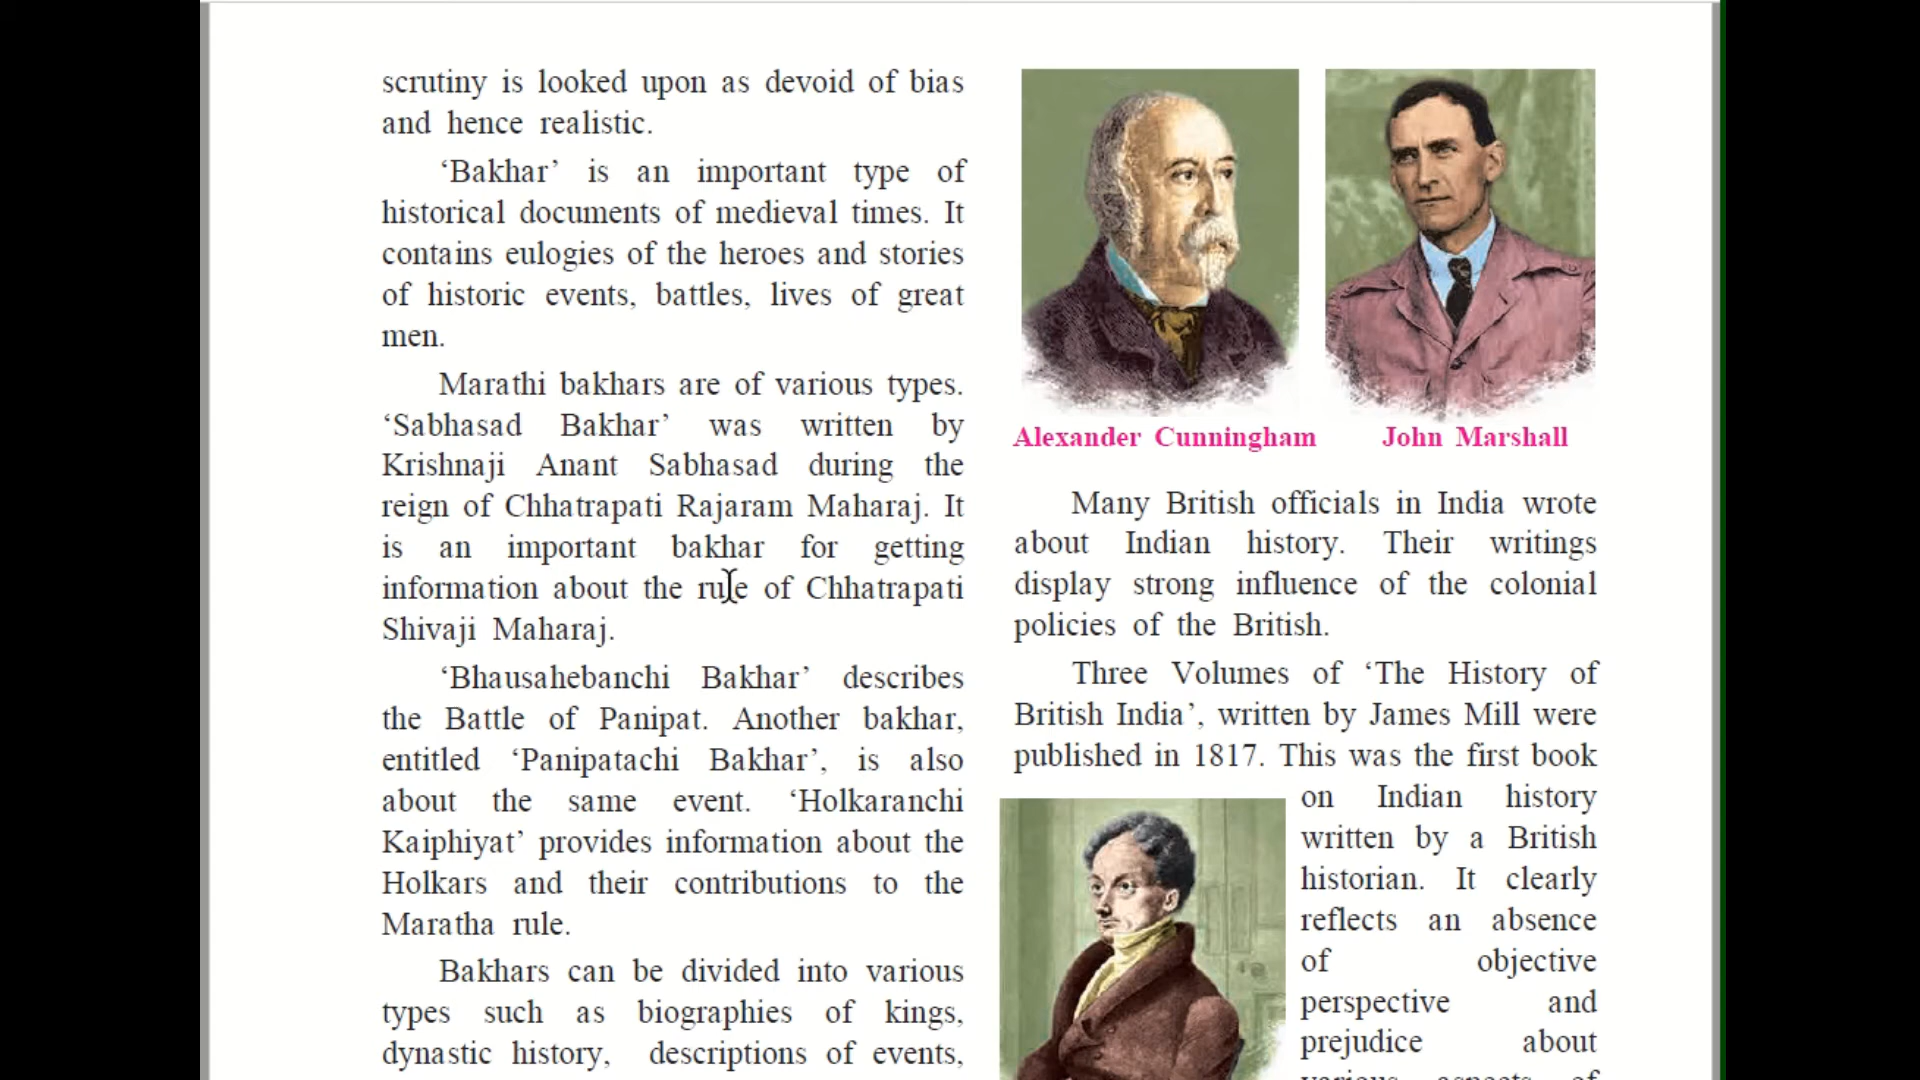 scrutiny is looked upon as devoid of bias
and hence realistic.
‘Bakhar’ is an important type of
historical documents of medieval times. It
contains eulogies of the heroes and stories
of historic events, battles, lives of great
men.
Marathi bakhars are of various types.
‘Sabhasad Bakhar’ was written by
Krishnaji Anant Sabhasad during the
reign of Chhatrapati Rajaram Maharaj. It
is an important bakhar for getting
information about the rule of Chhatrapati
Shivaji Maharaj.
‘Bhausahebanchi Bakhar’ describes
the Battle of Panipat. Another bakhar,
entitled ‘Panipatachi Bakhar’, is also
about the same event. ‘Holkaranchi
Kaiphiyat’ provides information about the
Holkars and their contributions to the
Maratha rule.
Bakhars can be divided into various
types such as biographies of kings,
dynastic history, descriptions of events,
Alexander Cunningham
John Marshall
Many British officials in India wrote
about Indian history. Their writings
display strong influence of the colonial
policies of the British.
Three Volumes of ‘The History of
British India’, written by James Mill were
published in 1817. This was the first book
on Indian history
written by a British
historian. It clearly
reflects an absence
of objective
perspective and
prejudice about
various aspects of